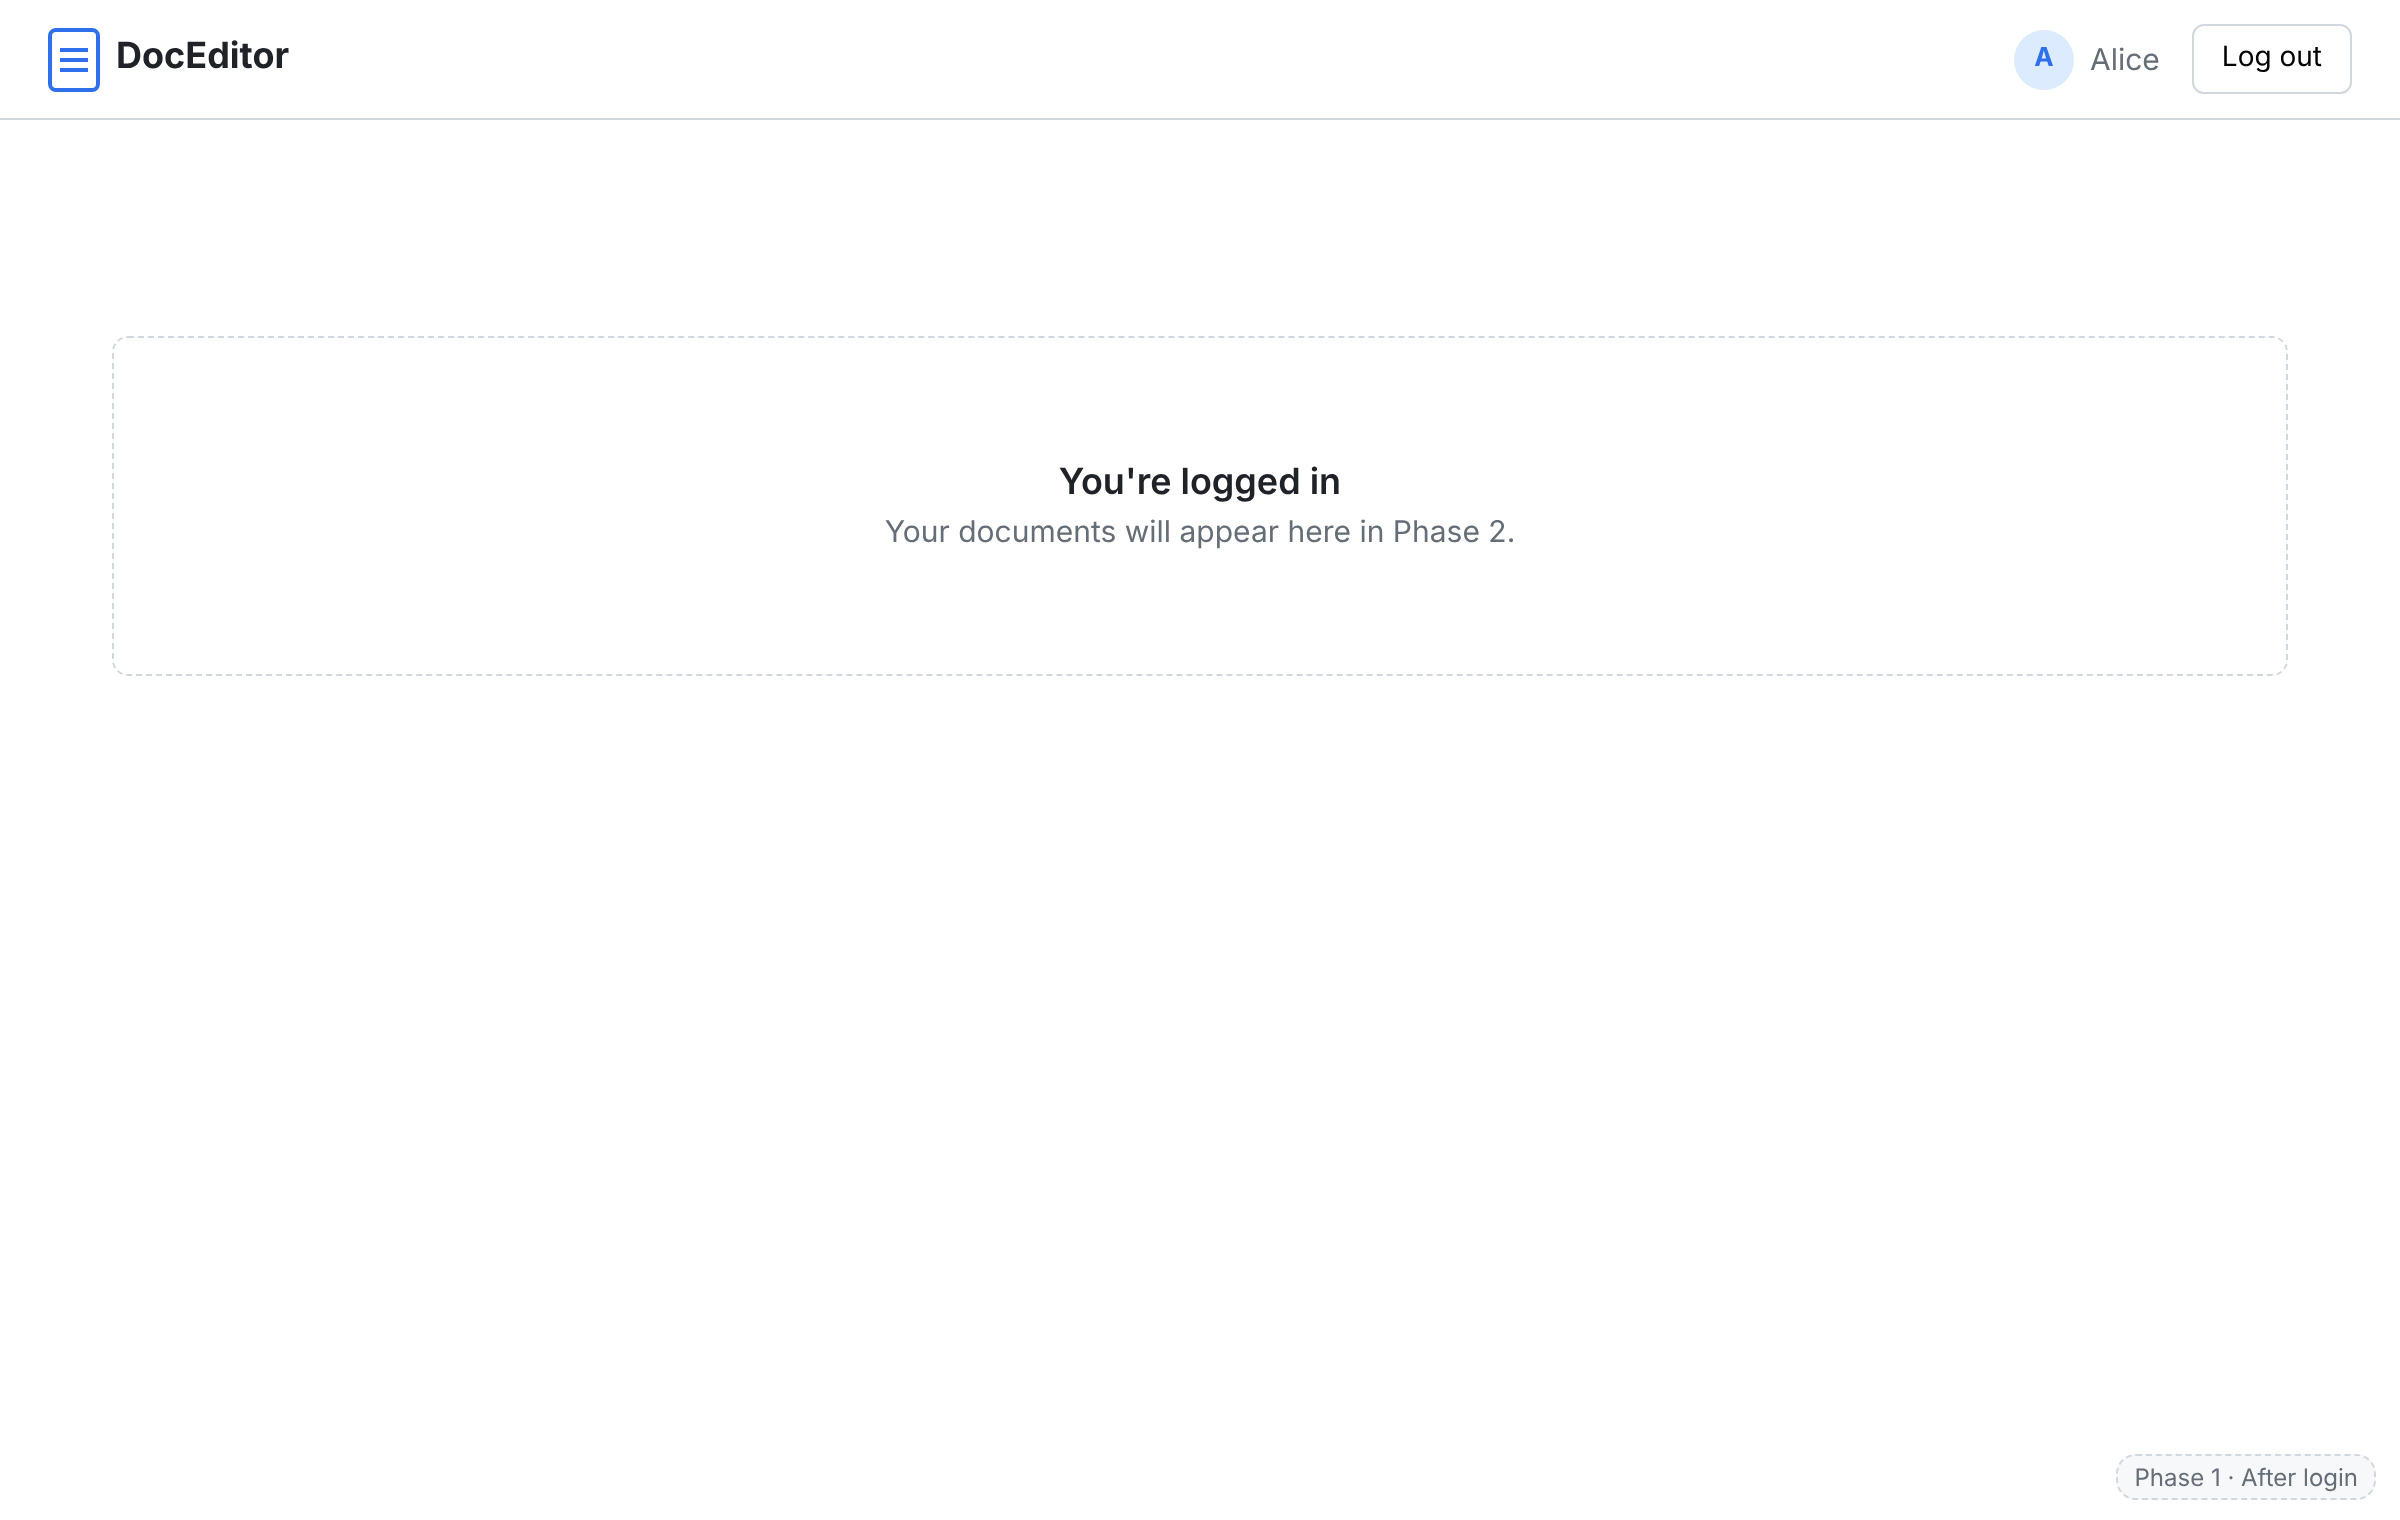 DocEditor
A
Alice
Log out
You're logged in
Your documents will appear here in Phase 2.
Phase 1 · After login